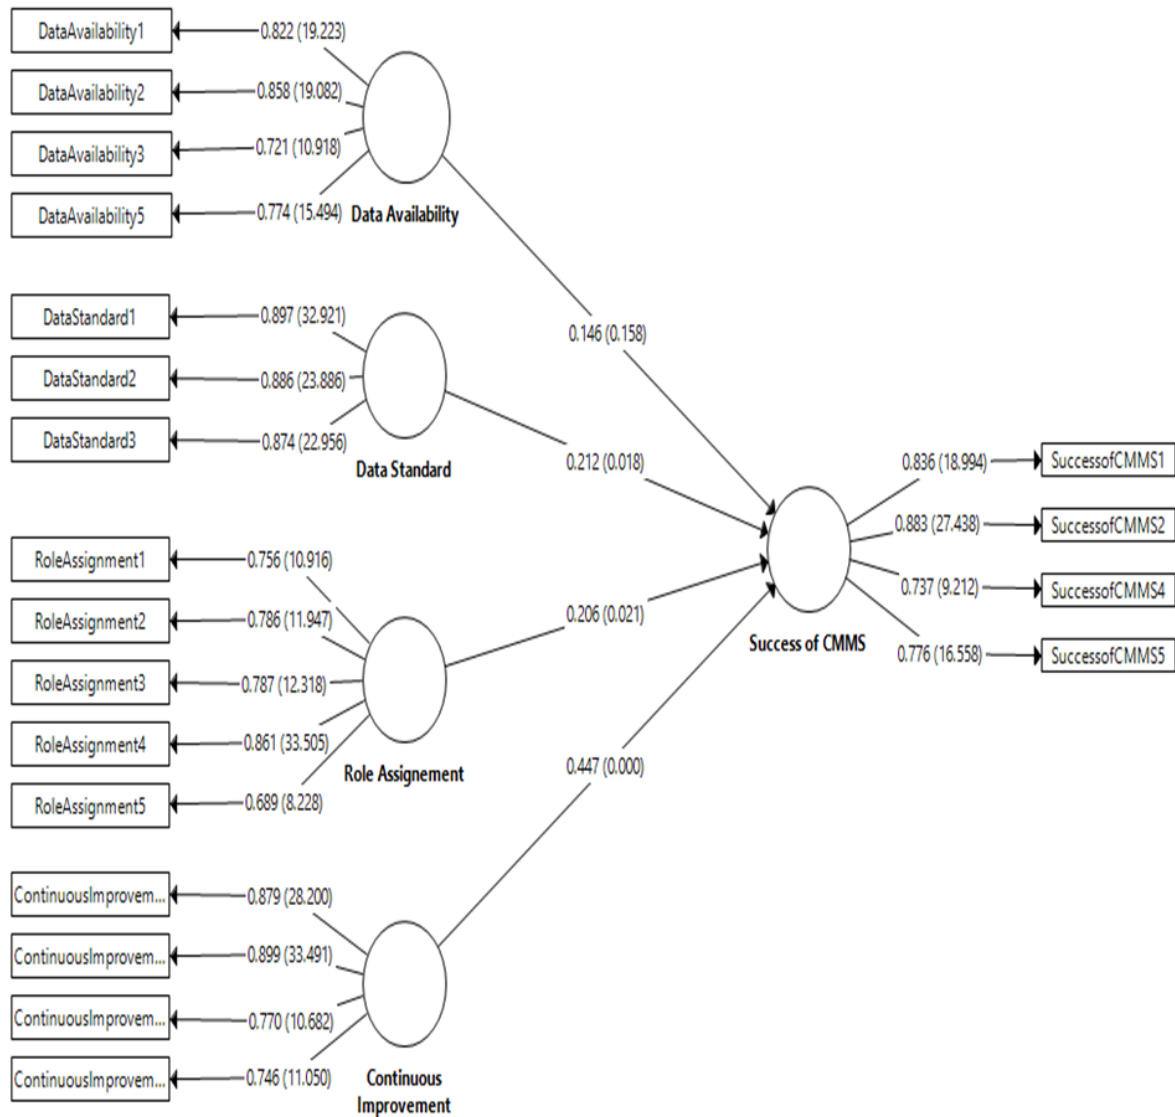 DataAvailability1
0.822 (19.223)
DataAvailability2
0.858 (19.082)
DataAvailability3
0.721 (10.918)
DataAvailability5
0.774 (15.494)
Data Availability
0.146 (0.158)
DataStandard1
0.897 (32.921)
DataStandard2
0.886 (23.886)
DataStandard3
0.874 (22.956)
Data Standard
0.212 (0.018)
RoleAssignment1
0.756 (10.916)
RoleAssignment2
0.786 (11.947)
RoleAssignment3
0.787 (12.318)
RoleAssignment4
0.861 (33.505)
RoleAssignment5
0.689 (8.228)
Role Assignement
0.206 (0.021)
ContinuousImprovem...
0.879 (28.200)
ContinuousImprovem...
0.899 (33.491)
ContinuousImprovem...
0.770 (10.682)
ContinuousImprovem...
0.746 (11.050)
Continuous
Improvement
0.447 (0.000)
Success of CMMS
0.836 (18.994)
SuccessofCMMS1
0.883 (27.438)
SuccessofCMMS2
0.737 (9.212)
SuccessofCMMS4
0.776 (16.558)
SuccessofCMMS5